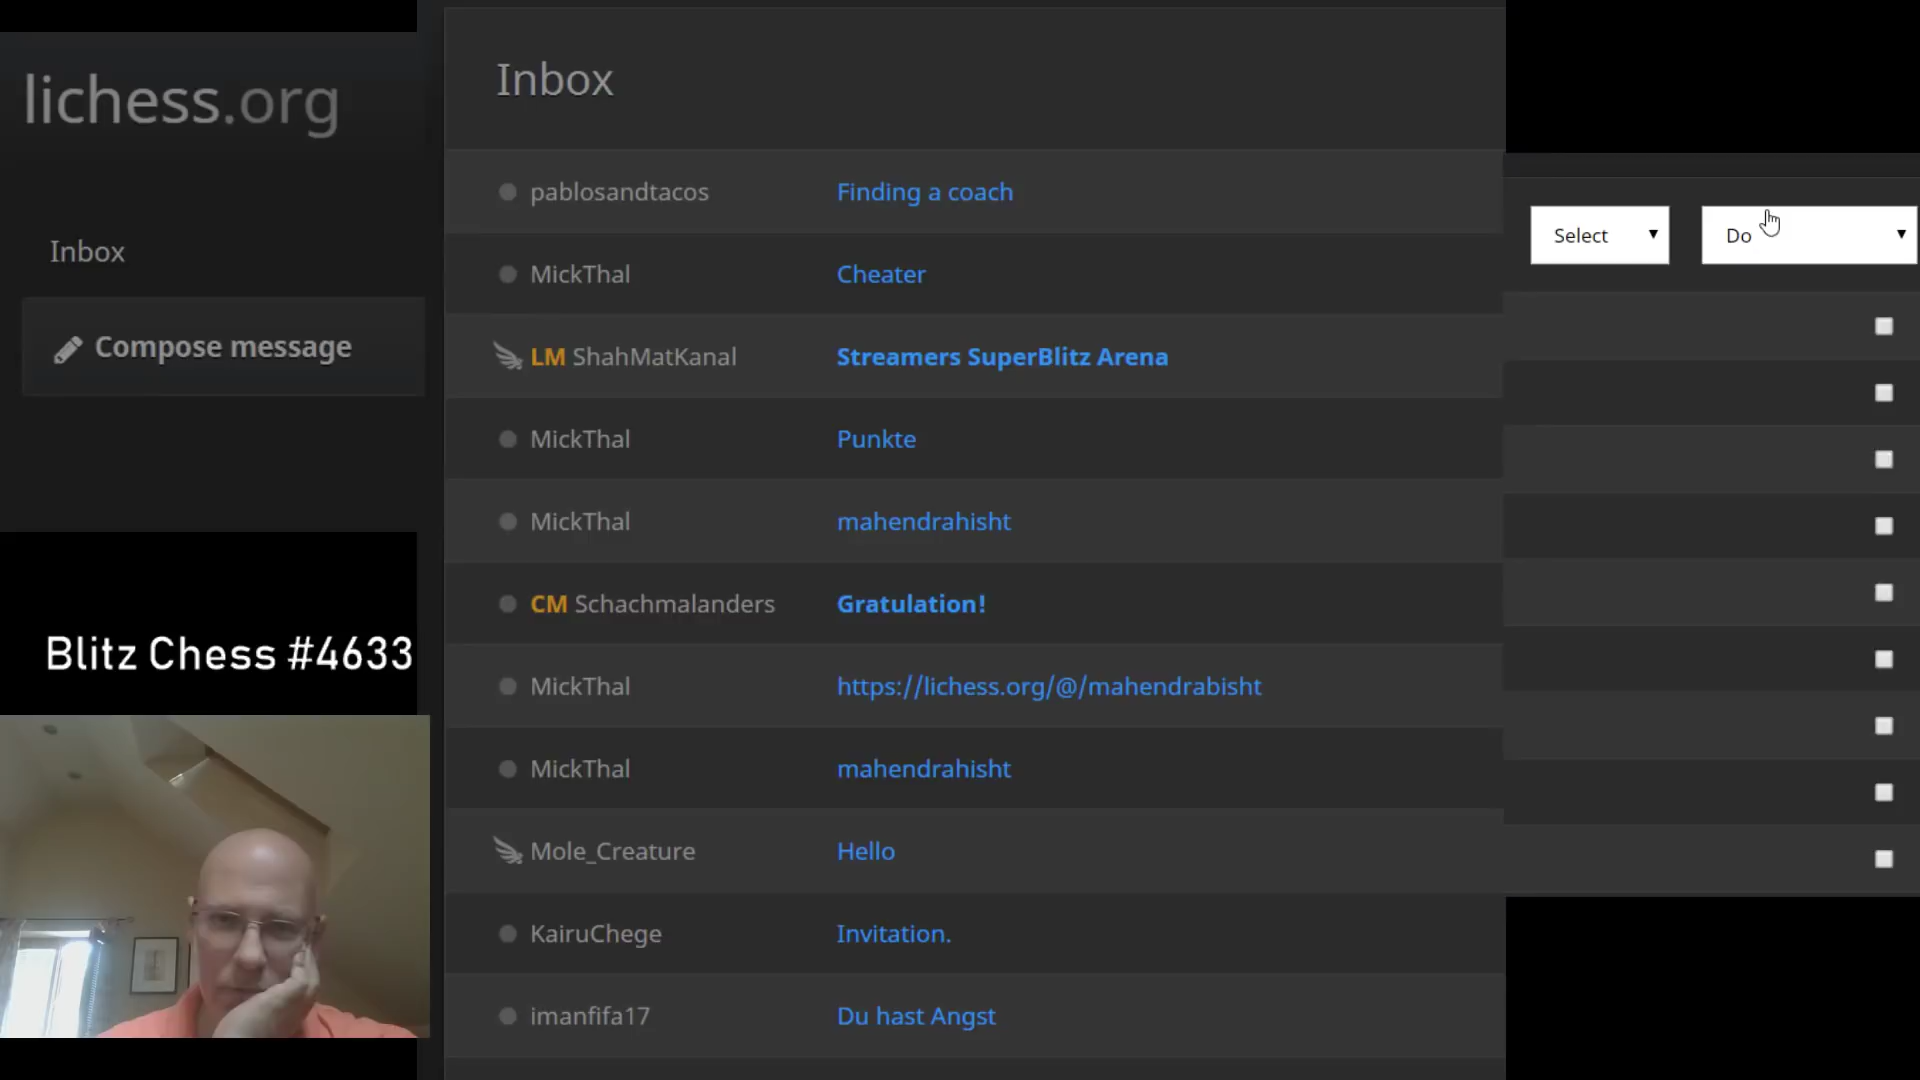 lichess.org
Inbox
Compose message
Blitz Chess #4633
Inbox
Select Do
pablosandtacos Finding a coach
MickThal Cheater
LM ShahMatKanal Streamers SuperBlitz Arena
MickThal Punkte
MickThal mahendrahisht
CM Schachmalanders Gratulation!
MickThal https://lichess.org/@/mahendrabisht
MickThal mahendrahisht
Mole_Creature Hello
KairuChege Invitation.
imanfifa17 Du hast Angst